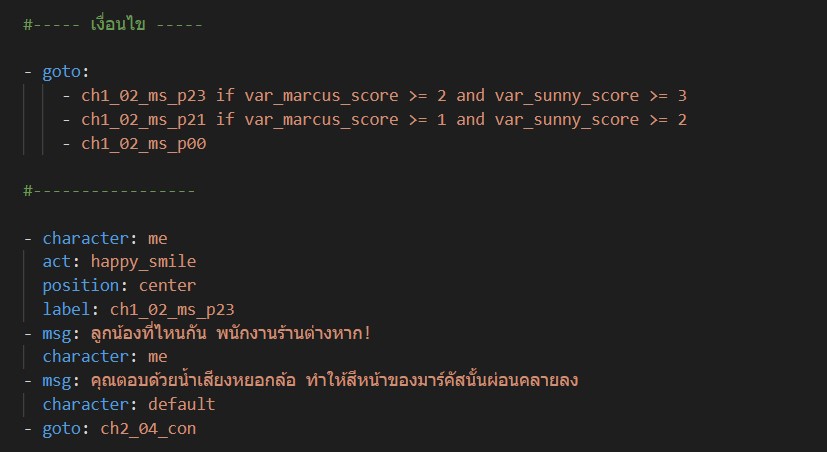 #----- เงื่อนไข -----
- goto:
- ch1_02_ms_p23 if var_marcus_score >= 2 and var_sunny_score >= 3
- ch1_02_ms_p21 if var_marcus_score >= 1 and var_sunny_score >= 2
- ch1_02_ms_p00
#-----------------
- character: me
act: happy_smile
position: center
label: ch1_02_ms_p23
- msg: ลูกน้องที่ไหนกัน พนักงานร้านต่างหาก!
character: me
- msg: คุณตอบด้วยน้ำเสียงหยอกล้อ ทำให้สีหน้าของมาร์คัสนั้นผ่อนคลายลง
character: default
- goto: ch2_04_con